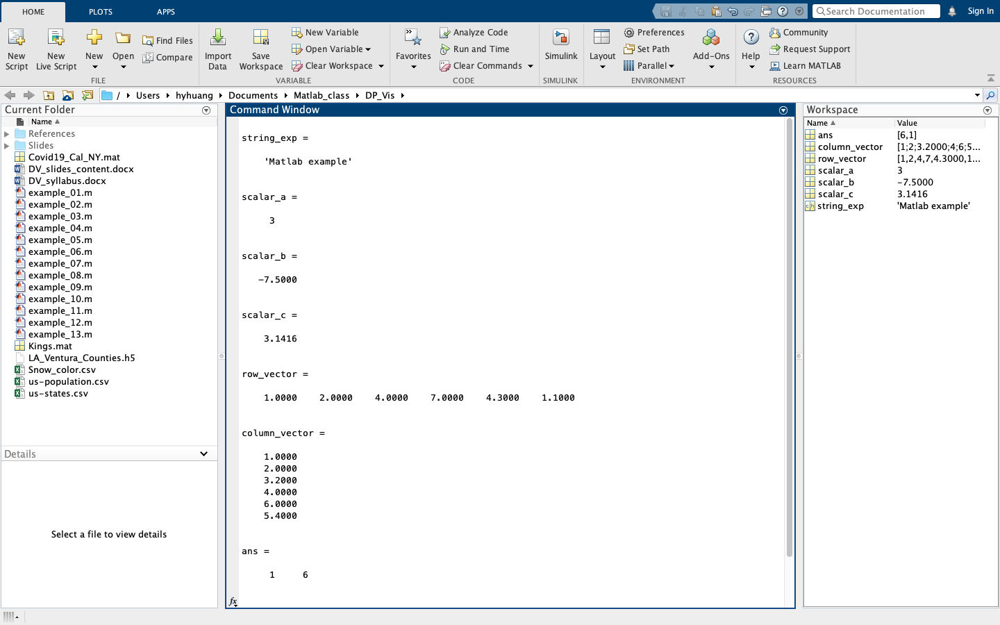 HOME PLOTS APPS
Search Documentation Sign In
New Script
New Live Script
New
Open
Find Files
Compare
FILE
Import Data
Save Workspace
New Variable
Open Variable
Clear Workspace
VARIABLE
Favorites
Analyze Code
Run and Time
Clear Commands
CODE
Simulink
SIMULINK
Layout
Preferences
Set Path
Parallel
Add-Ons
ENVIRONMENT
Help
Community
Request Support
Learn MATLAB
RESOURCES
/ Users hyhuang Documents Matlab_class DP_Vis
Current Folder
Name
References
Slides
Covid19_Cal_NY.mat
DV_slides_content.docx
DV_syllabus.docx
example_01.m
example_02.m
example_03.m
example_04.m
example_05.m
example_06.m
example_07.m
example_08.m
example_09.m
example_10.m
example_11.m
example_12.m
example_13.m
Kings.mat
LA_Ventura_Counties.h5
Snow_color.csv
us-population.csv
us-states.csv
Details
Select a file to view details
Command Window
string_exp =
'Matlab example'
scalar_a =
3
scalar_b =
-7.5000
scalar_c =
3.1416
row_vector =
1.0000 2.0000 4.0000 7.0000 4.3000 1.1000
column_vector =
1.0000
2.0000
3.2000
4.0000
6.0000
5.4000
ans =
1 6
fx
Workspace
Name Value
ans [6,1]
column_vector [1;2;3.2000;4;6;5...
row_vector [1,2,4,7,4.3000,1...
scalar_a 3
scalar_b -7.5000
scalar_c 3.1416
string_exp 'Matlab example'